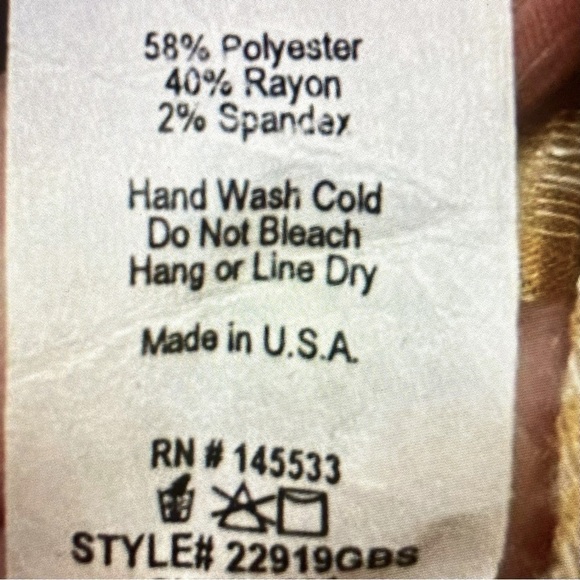 58% Polyester
40% Rayon
2% Spandex
Hand Wash Cold
Do Not Bleach
Hang or Line Dry
Made in U.S.A.
RN # 145533
STYLE# 22919GBS